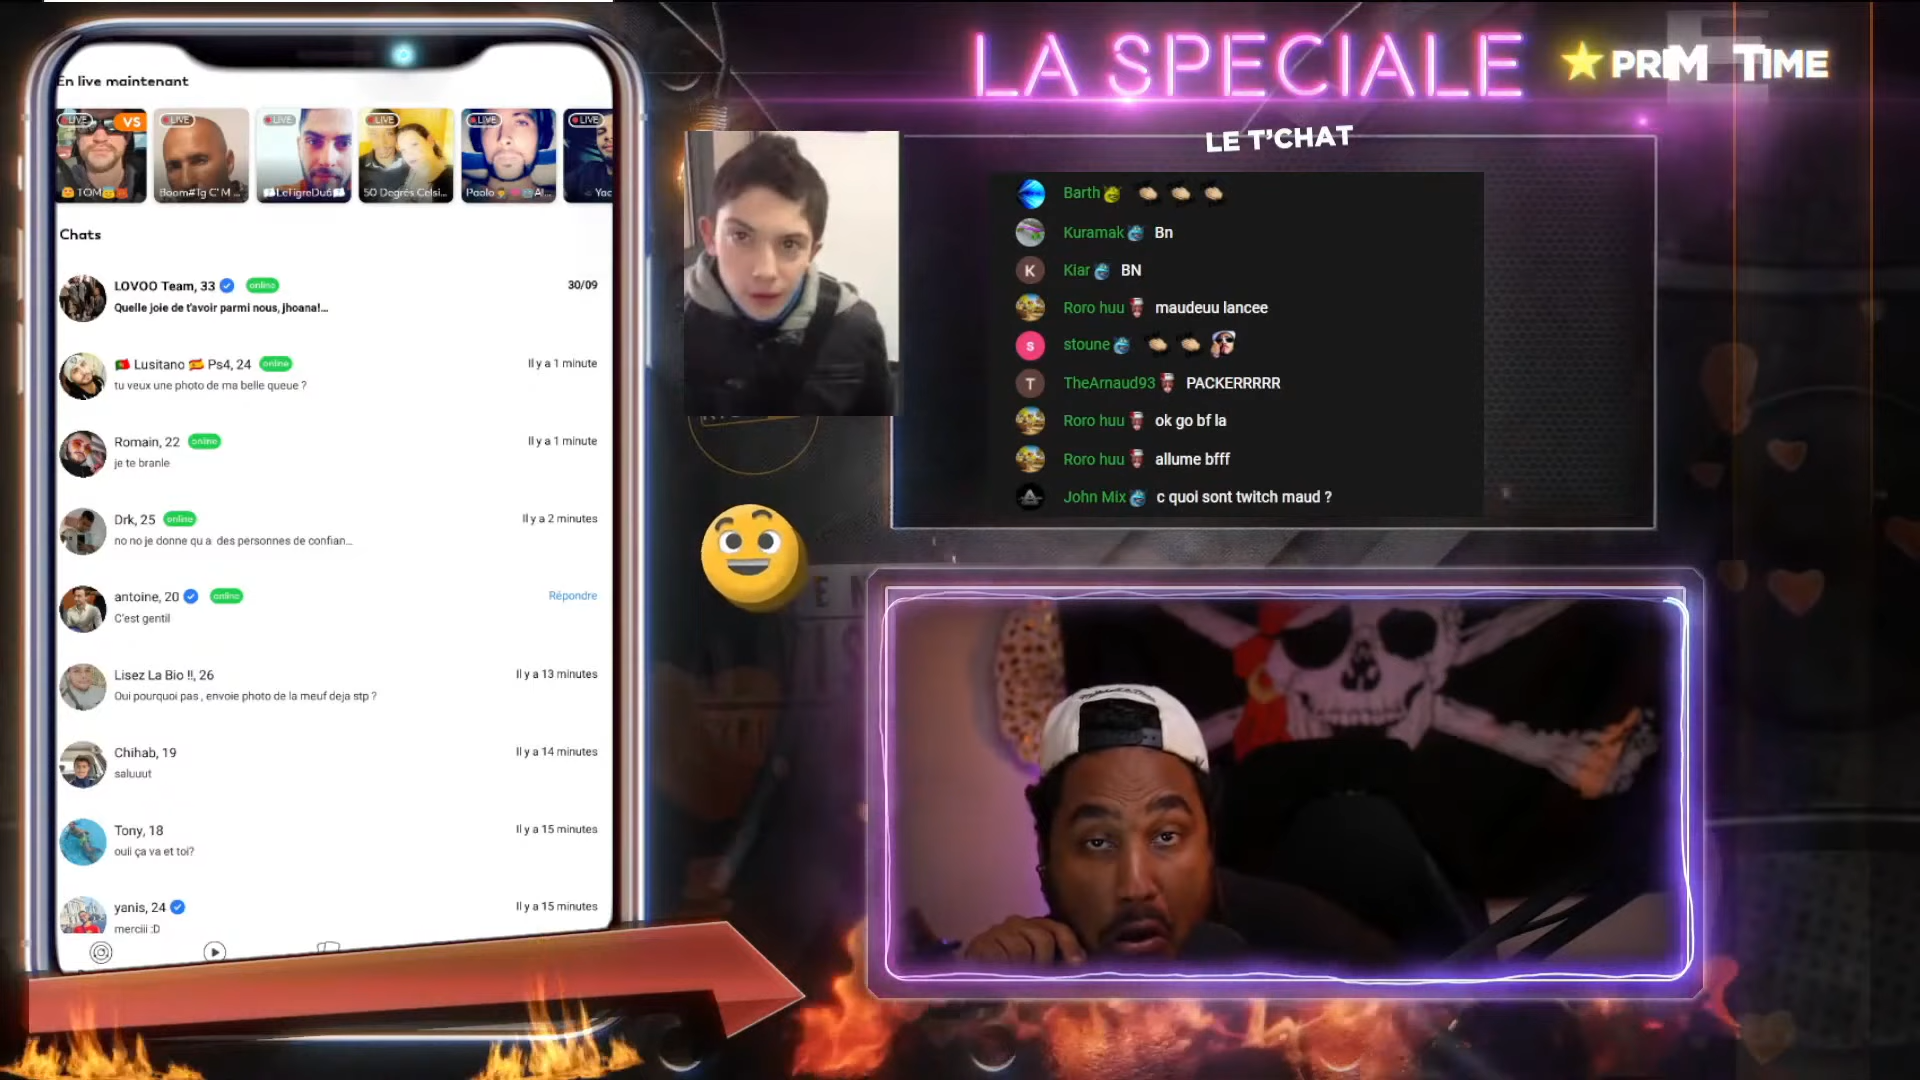 En live maintenant
LIVE
VS
TOM
LIVE
Boom#Tg C'M ...
LIVE
LeTigreDu6
LIVE
50 Degrés Celsi...
LIVE
Paolo
LIVE
Yac
Chats
LOVOO Team, 33 online
30/09
Quelle joie de t'avoir parmi nous, jhoana!...
Lusitano Ps4, 24 online
Il y a 1 minute
tu veux une photo de ma belle queue ?
Romain, 22 online
Il y a 1 minute
je te branle
Drk, 25 online
Il y a 2 minutes
no no je donne qu a des personnes de confian...
antoine, 20 online
Répondre
C'est gentil
Lisez La Bio !!, 26
Il y a 13 minutes
Oui pourquoi pas , envoie photo de la meuf deja stp ?
Chihab, 19
Il y a 14 minutes
saluuut
Tony, 18
Il y a 15 minutes
ouii ça va et toi?
yanis, 24
Il y a 15 minutes
merciii :D
LA SPECIALE
PRIM TIME
LE T'CHAT
Barth
Kuramak Bn
K
Kiar BN
Roro huu maudeuu lancee
s
stoune
T
TheArnaud93 PACKERRRRR
Roro huu ok go bf la
Roro huu allume bfff
John Mix c quoi sont twitch maud ?